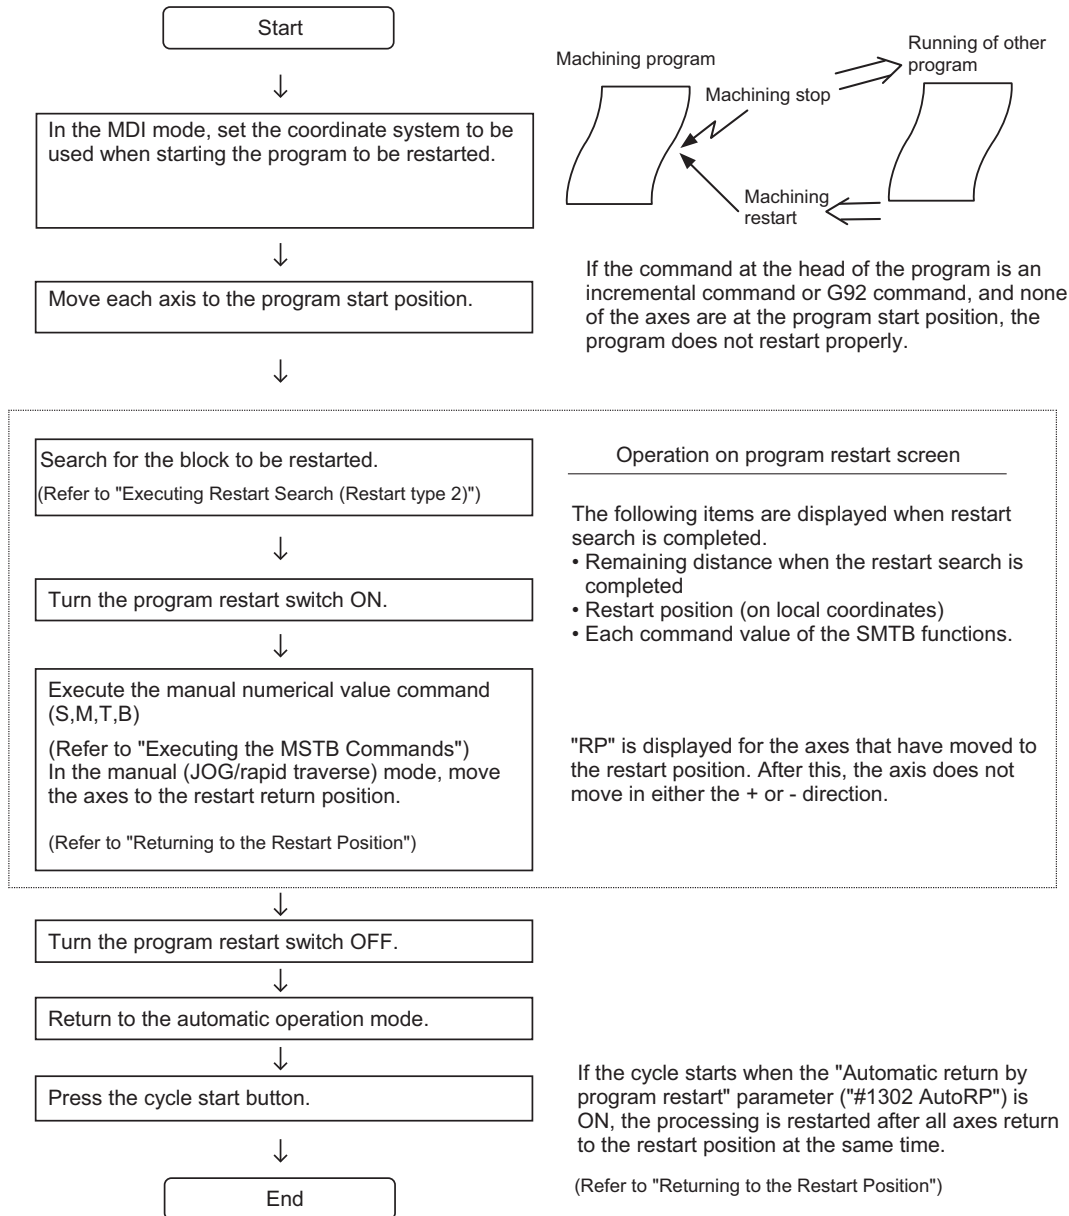 Start
Machining program
Running of other
program
Machining stop
Machining
restart
In the MDI mode, set the coordinate system to be
used when starting the program to be restarted.
Move each axis to the program start position.
If the command at the head of the program is an
incremental command or G92 command, and none
of the axes are at the program start position, the
program does not restart properly.
Search for the block to be restarted.
(Refer to "Executing Restart Search (Restart type 2)")
Operation on program restart screen
The following items are displayed when restart
search is completed.
• Remaining distance when the restart search is
completed
• Restart position (on local coordinates)
• Each command value of the SMTB functions.
Turn the program restart switch ON.
Execute the manual numerical value command
(S,M,T,B)
(Refer to "Executing the MSTB Commands")
In the manual (JOG/rapid traverse) mode, move
the axes to the restart return position.
(Refer to "Returning to the Restart Position")
"RP" is displayed for the axes that have moved to
the restart position. After this, the axis does not
move in either the + or - direction.
Turn the program restart switch OFF.
Return to the automatic operation mode.
Press the cycle start button.
If the cycle starts when the "Automatic return by
program restart" parameter ("#1302 AutoRP") is
ON, the processing is restarted after all axes return
to the restart position at the same time.
(Refer to "Returning to the Restart Position")
End